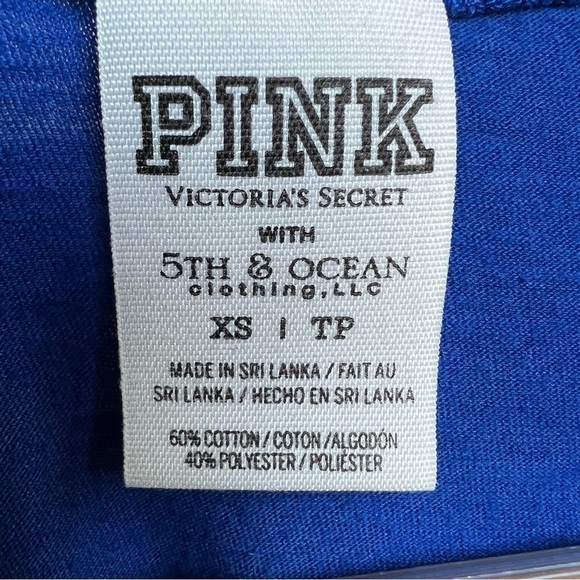 PINK
VICTORIA'S SECRET
WITH
5TH & OCEAN
clothing, LLC
XS | TP
MADE IN SRI LANKA / FAIT AU
SRI LANKA / HECHO EN SRI LANKA
60% COTTON / COTON / ALGODÓN
40% POLYESTER / POLIÉSTER